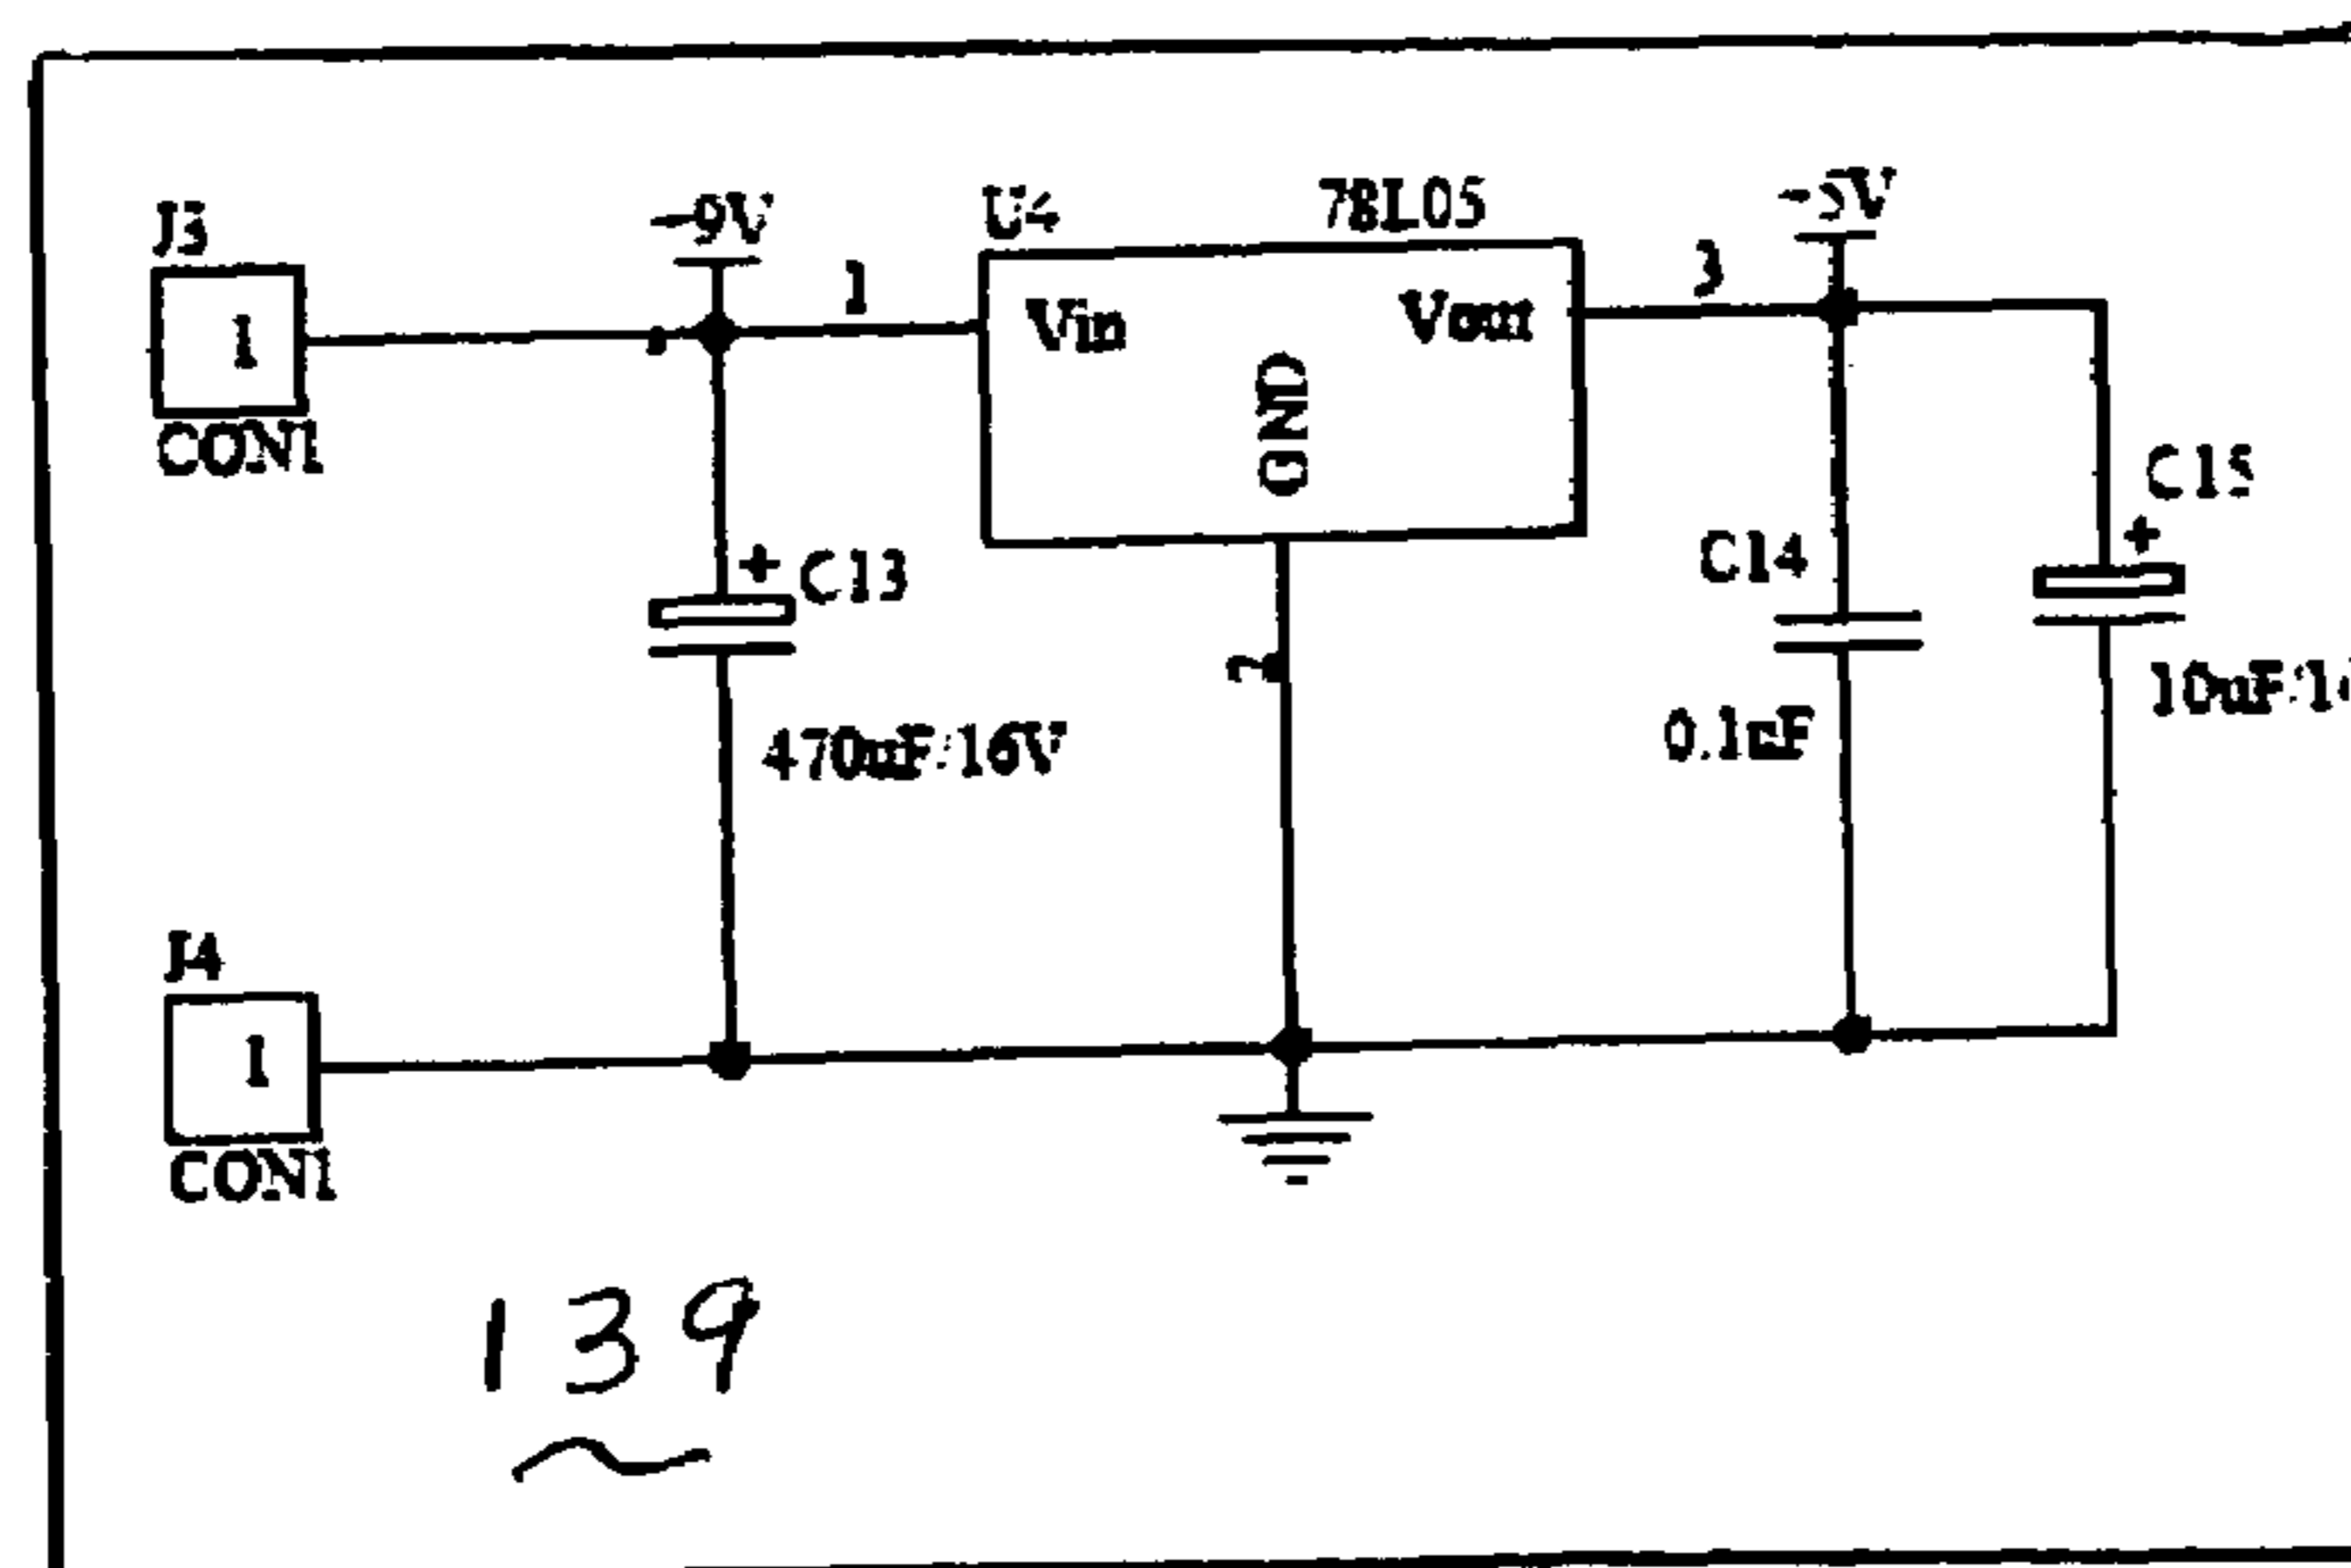 J3
1
CON1
-9V
1
U4
78L05
Vin
Vout
GND
2
3
-5V
C13
470uF/16V
C14
0.1uF
C15
J4
1
CON1
139